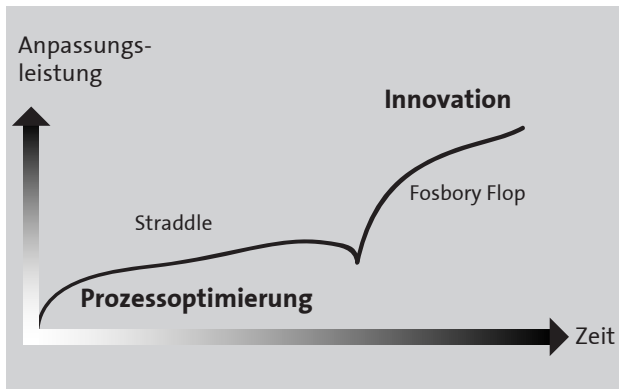 Anpassungs-
leistung
Innovation
Fosbory Flop
Straddle
Prozessoptimierung
Zeit